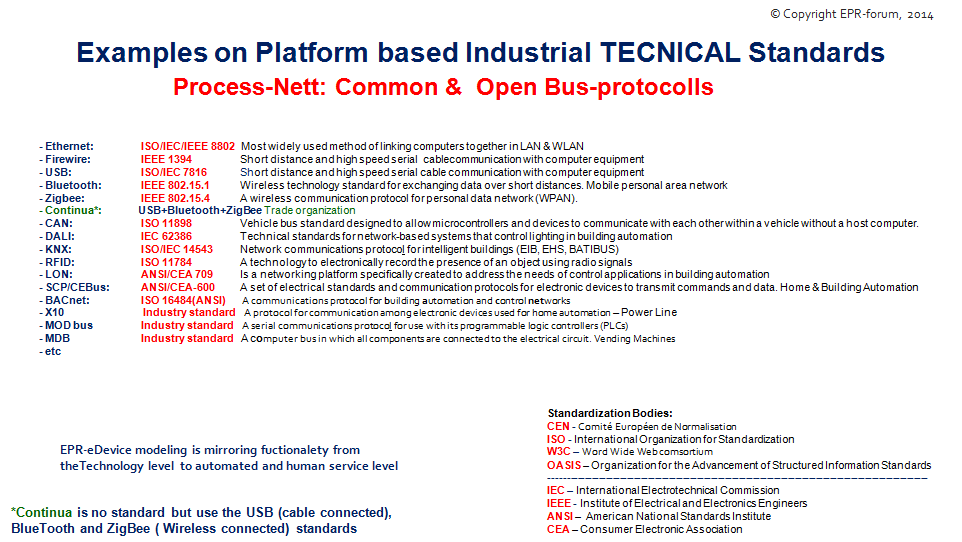 © Copyright EPR-forum, 2014
Examples on Platform based Industrial TECNICAL Standards
Process-Nett: Common & Open Bus-protocolls
- Ethernet: ISO/IEC/IEEE 8802 Most widely used method of linking computers together in LAN & WLAN
- Firewire: IEEE 1394 Short distance and high speed serial cablecommunication with computer equipment
- USB: ISO/IEC 7816 Short distance and high speed serial cable communication with computer equipment
- Bluetooth: IEEE 802.15.1 Wireless technology standard for exchanging data over short distances. Mobile personal area network
- Zigbee: IEEE 802.15.4 A wireless communication protocol for personal data network (WPAN).
- Continua*: USB+Bluetooth+ZigBee Trade organization
- CAN: ISO 11898 Vehicle bus standard designed to allow microcontrollers and devices to communicate with each other within a vehicle without a host computer.
- DALI: IEC 62386 Technical standards for network-based systems that control lighting in building automation
- KNX: ISO/IEC 14543 Network communications protocol for inteligent buildings (EIB, EHS, BATIBUS)
- RFID: ISO 11784 A technology to electronically record the presence of an object using radio signals
- LON: ANSI/CEA 709 Is a networking platform specifically created to address the needs of control applications in building automation
- SCP/CEBus: ANSI/CEA-600 A set of electrical standards and communication protocols for electronic devices to transmit commands and data. Home & Building Automation
- BACnet: ISO 16484(ANSI) A communications protocol for building automation and control networks
- X10 Industry standard A protocol for communication among electronic devices used for home automation – Power Line
- MOD bus Industry standard A serial communications protocol for use with its programmable logic controllers (PLCs)
- MDB Industry standard A computer bus in which all components are connected to the electrical circuit. Vending Machines
- etc
Standardization Bodies:
CEN - Comité Européen de Normalisation
ISO - International Organization for Standardization
W3C – Word Wide Web comsortium
OASIS – Organization for the Advancement of Structured Information Standards
IEC – International Electrotechnical Commission
IEEE - Institute of Electrical and Electronics Engineers
ANSI – American National Standards Institute
CEA – Consumer Electronic Association
EPR-eDevice modeling is mirroring fuctionalety from
theTechnology level to automated and human service level
*Continua is no standard but use the USB (cable connected),
BlueTooth and ZigBee ( Wireless connected) standards